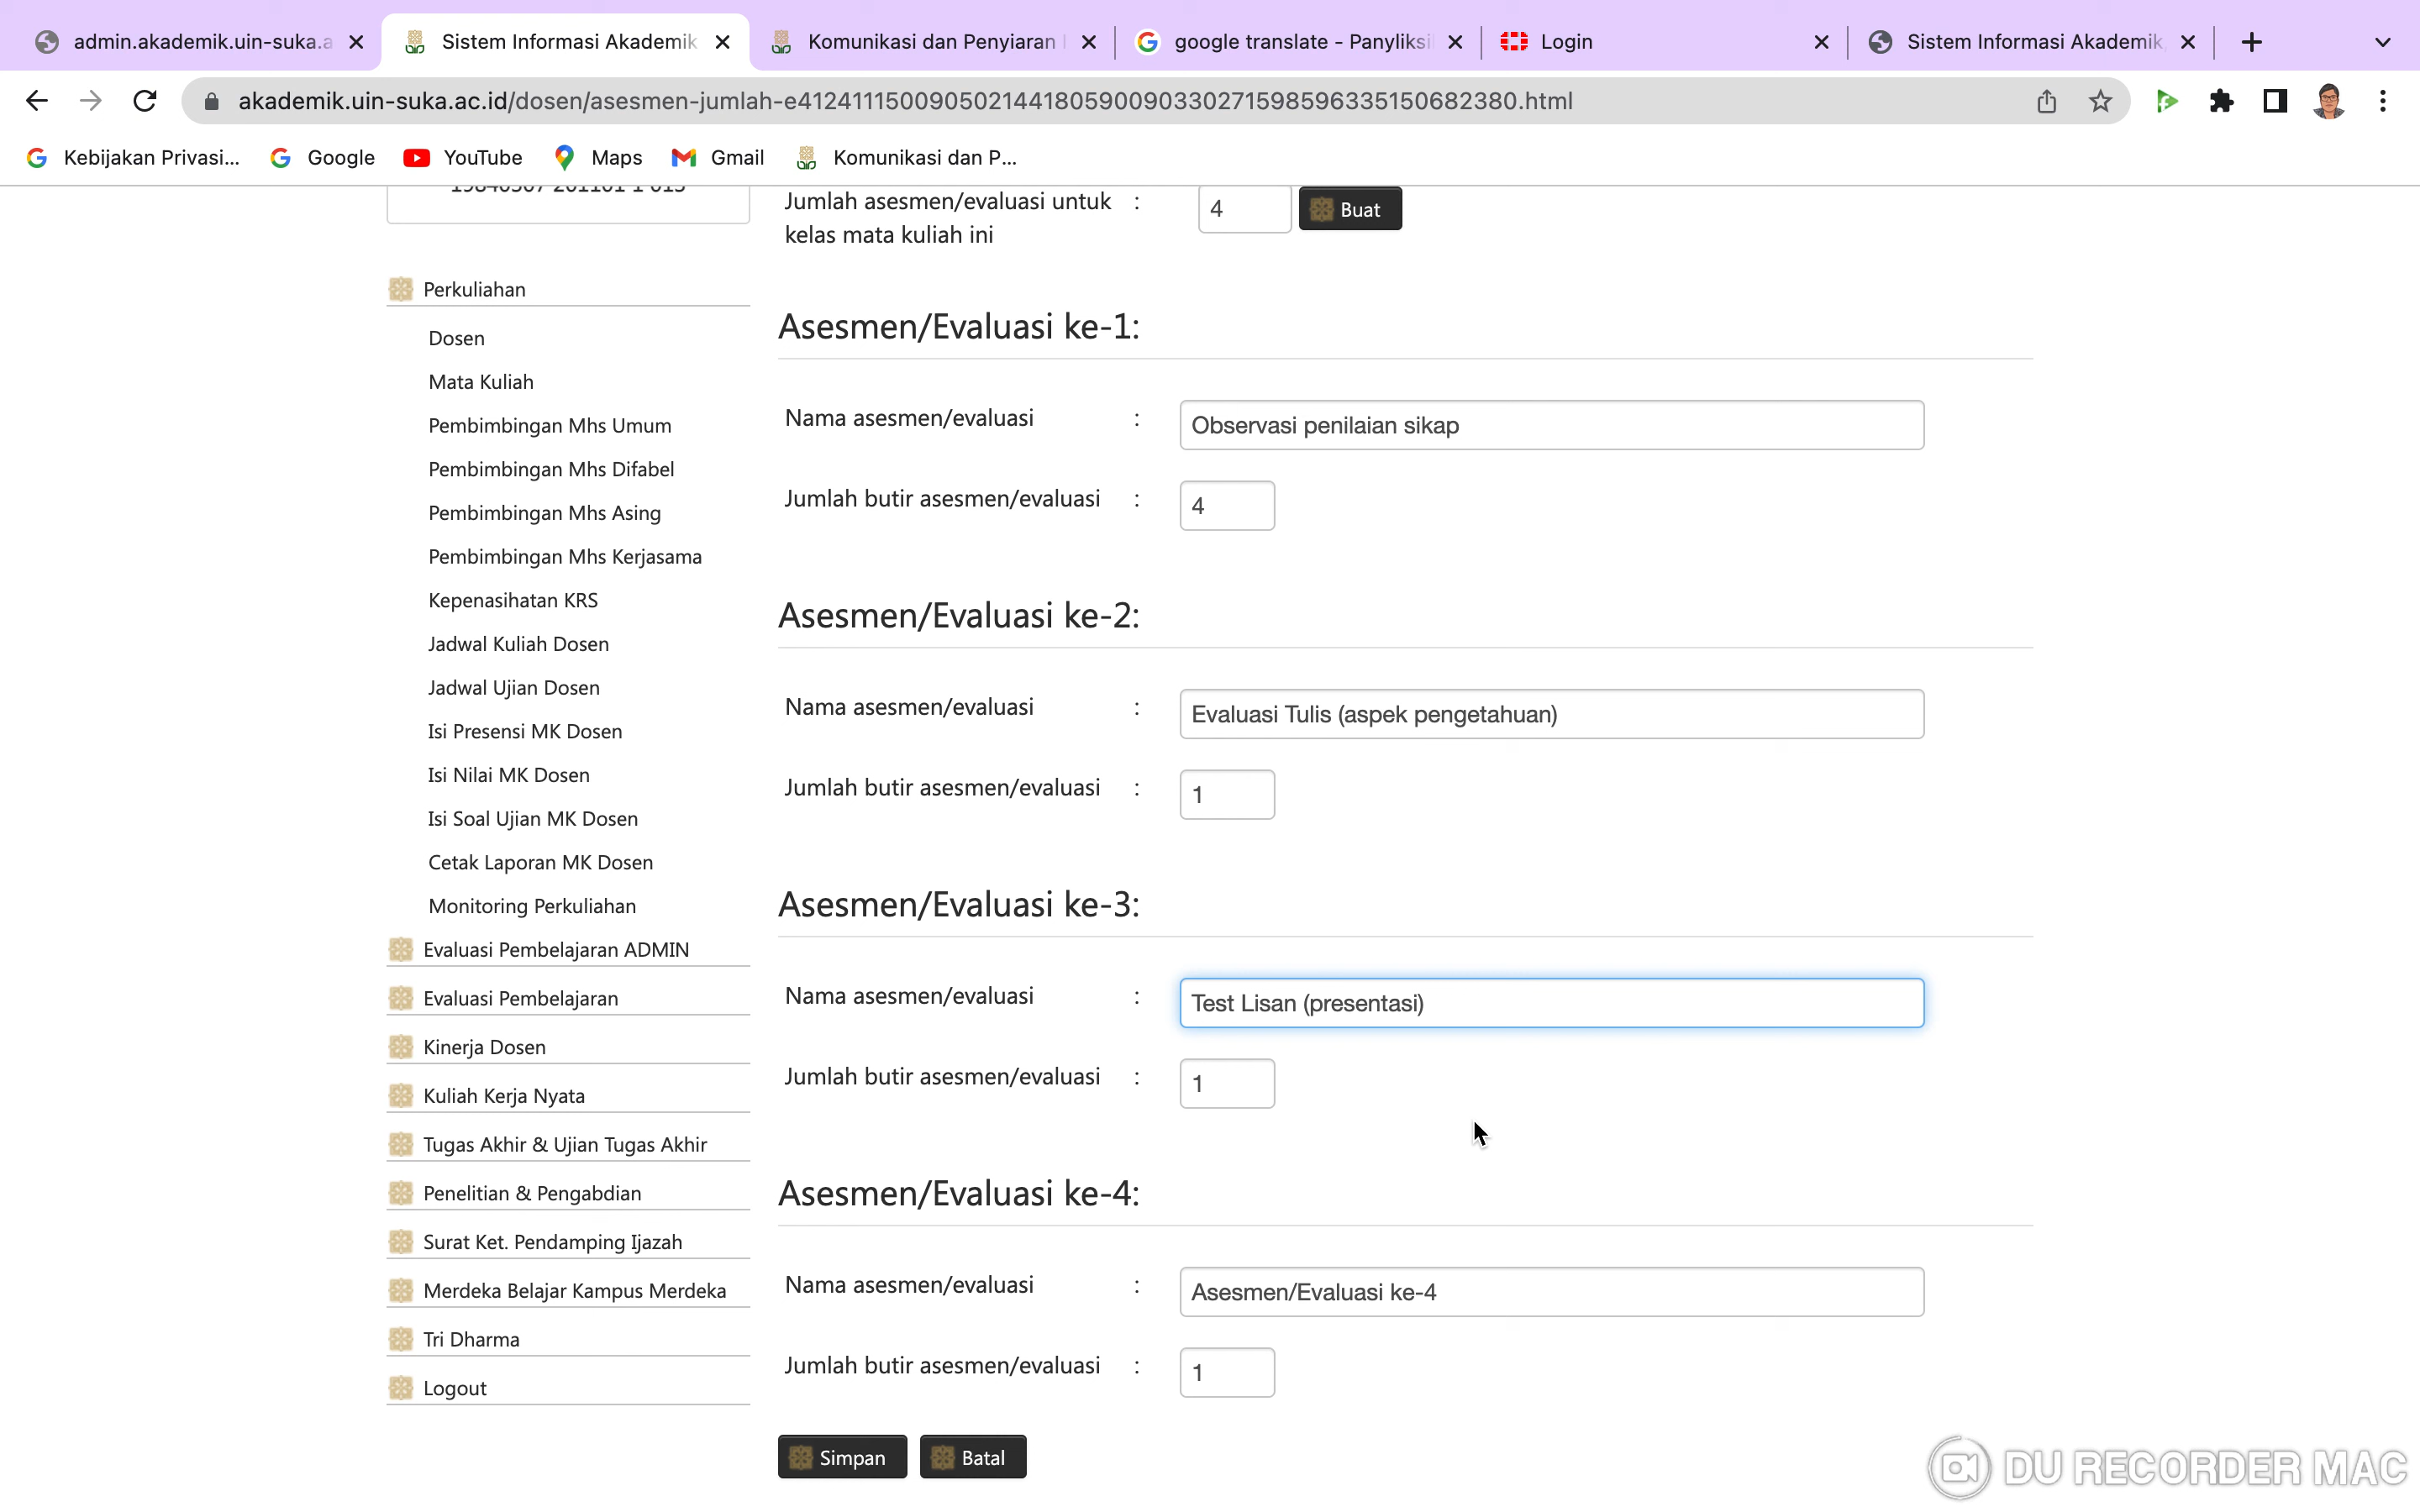 admin.akademik.uin-suka.a
Sistem Informasi Akademik
Komunikasi dan Penyiaran
google translate - Panyliksi
Login
Sistem Informasi Akademik
akademik.uin-suka.ac.id/dosen/asesmen-jumlah-e41241115009050214418059009033027159859633515068­2380.html
Kebijakan Privasi...
Google
YouTube
Maps
Gmail
Komunikasi dan P...
Jumlah asesmen/evaluasi untuk kelas mata kuliah ini : 4 Buat
Perkuliahan
Dosen
Mata Kuliah
Pembimbingan Mhs Umum
Pembimbingan Mhs Difabel
Pembimbingan Mhs Asing
Pembimbingan Mhs Kerjasama
Kepenasihatan KRS
Jadwal Kuliah Dosen
Jadwal Ujian Dosen
Isi Presensi MK Dosen
Isi Nilai MK Dosen
Isi Soal Ujian MK Dosen
Cetak Laporan MK Dosen
Monitoring Perkuliahan
Evaluasi Pembelajaran ADMIN
Evaluasi Pembelajaran
Kinerja Dosen
Kuliah Kerja Nyata
Tugas Akhir & Ujian Tugas Akhir
Penelitian & Pengabdian
Surat Ket. Pendamping Ijazah
Merdeka Belajar Kampus Merdeka
Tri Dharma
Logout
Asesmen/Evaluasi ke-1:
Nama asesmen/evaluasi : Observasi penilaian sikap
Jumlah butir asesmen/evaluasi : 4
Asesmen/Evaluasi ke-2:
Nama asesmen/evaluasi : Evaluasi Tulis (aspek pengetahuan)
Jumlah butir asesmen/evaluasi : 1
Asesmen/Evaluasi ke-3:
Nama asesmen/evaluasi : Test Lisan (presentasi)
Jumlah butir asesmen/evaluasi : 1
Asesmen/Evaluasi ke-4:
Nama asesmen/evaluasi : Asesmen/Evaluasi ke-4
Jumlah butir asesmen/evaluasi : 1
Simpan
Batal
DU RECORDER MAC